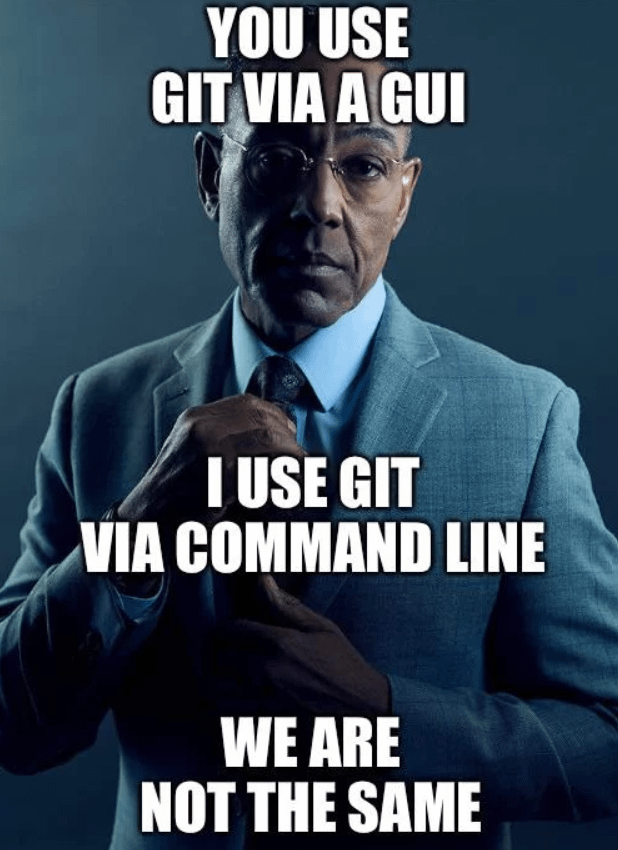 YOU USE
GIT VIA A GUI
I USE GIT
VIA COMMAND LINE
WE ARE
NOT THE SAME